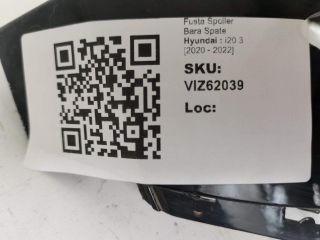 Fusta Spoiler
Bara Spate
Hyundai : i20 3
[2020 - 2022]
SKU:
VIZ62039
Loc: